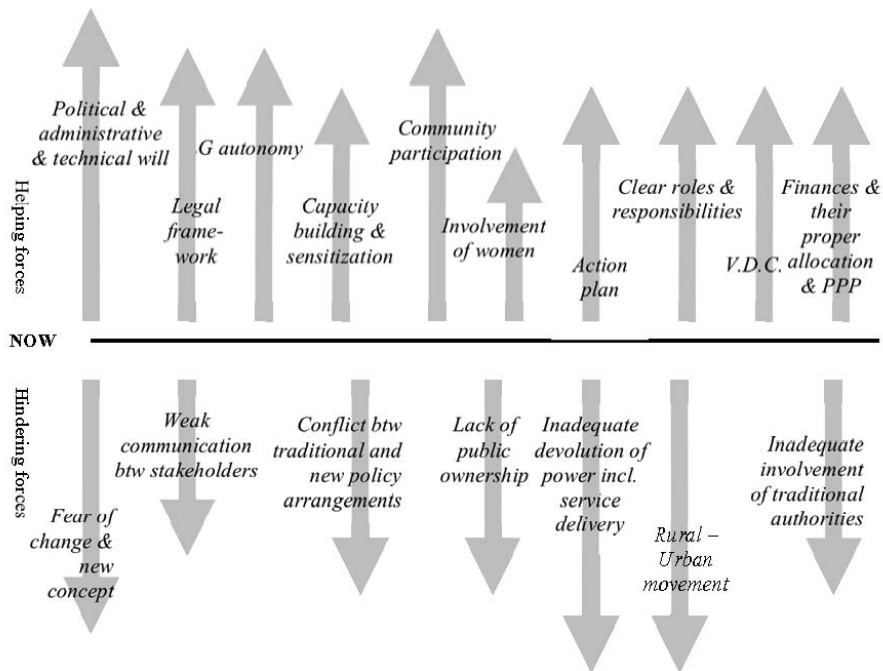 Helping forces
Political &
administrative
& technical will
Legal
frame-
work
G autonomy
Capacity
building &
sensitization
Community
participation
Involvement
of women
Action
plan
Clear roles &
responsibilities
V.D.C.
Finances &
their
proper
allocation
& PPP
NOW
Hindering forces
Fear of
change &
new
concept
Weak
communication
btw stakeholders
Conflict btw
traditional and
new policy
arrangements
Lack of
public
ownership
Inadequate
devolution of
power incl.
service
delivery
Rural –
Urban
movement
Inadequate
involvement
of traditional
authorities